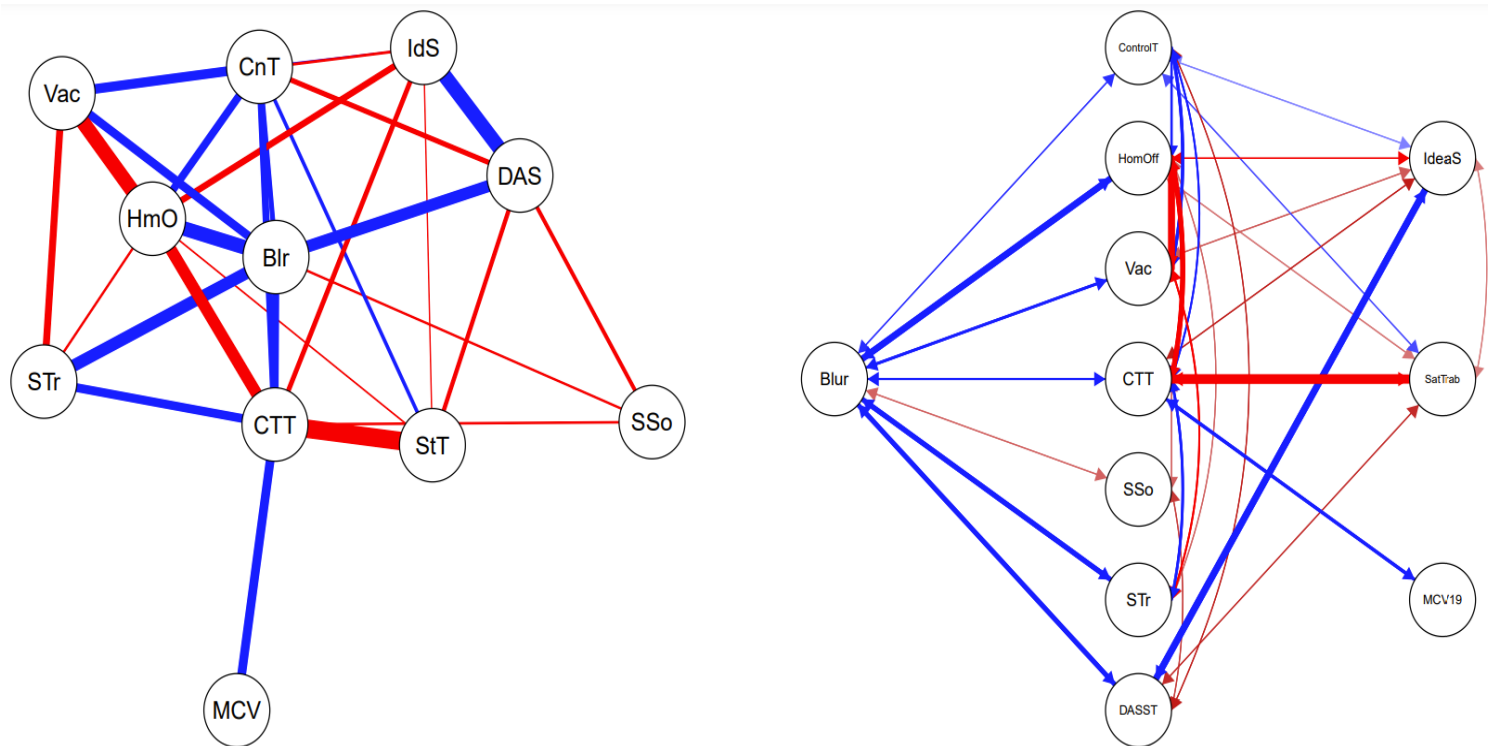 IdS
CnT
Vac
DAS
HmO
Blr
STr
CTT
StT
SSo
MCV
ControlT
HomOff
IdeaS
Vac
Blur
CTT
SatTrab
SSo
STr
MCV19
DASST